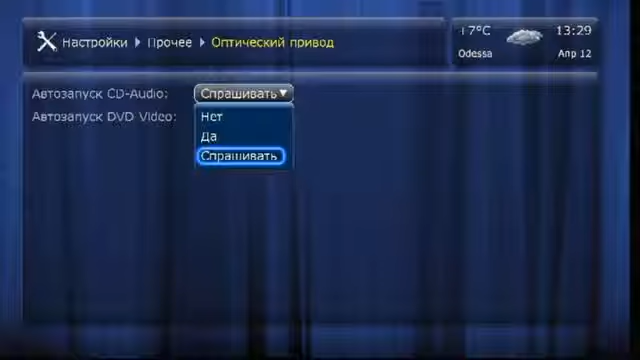 Настройки Прочее Оптический привод
+7°C 13:29
Odessa Апр 12
Автозапуск CD-Audio: Спрашивать
Автозапуск DVD Video:
Нет
Да
Спрашивать